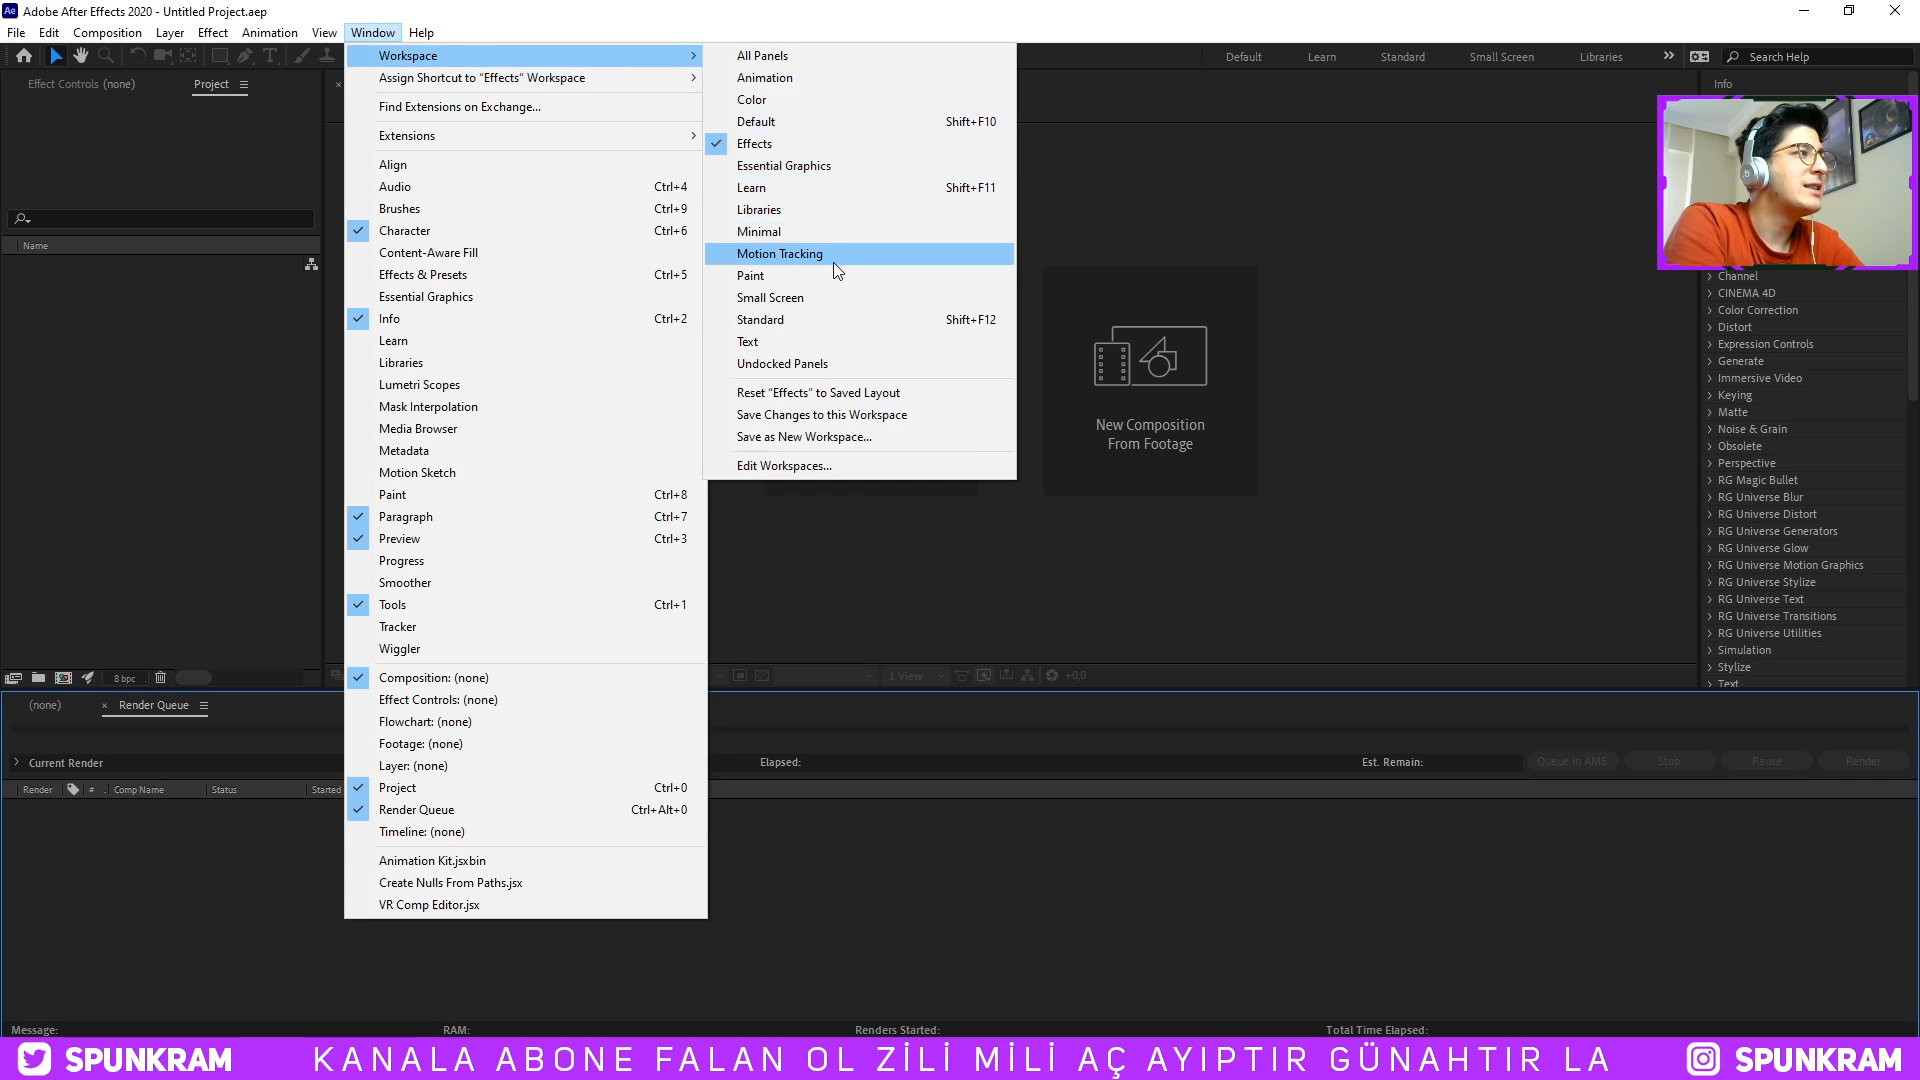 Adobe After Effects 2020 - Untitled Project.aep
File Edit Composition Layer Effect Animation View Window Help
Default Learn Standard Small Screen Libraries Search Help
Effect Controls (none) Project
Name
8 bpc
Workspace
Assign Shortcut to "Effects" Workspace
Find Extensions on Exchange...
Extensions
Align
Audio Ctrl+4
Brushes Ctrl+9
Character Ctrl+6
Content-Aware Fill
Effects & Presets Ctrl+5
Essential Graphics
Info Ctrl+2
Learn
Libraries
Lumetri Scopes
Mask Interpolation
Media Browser
Metadata
Motion Sketch
Paint Ctrl+8
Paragraph Ctrl+7
Preview Ctrl+3
Progress
Smoother
Tools Ctrl+1
Tracker
Wiggler
Composition: (none)
Effect Controls: (none)
Flowchart: (none)
Footage: (none)
Layer: (none)
Project Ctrl+0
Render Queue Ctrl+Alt+0
Timeline: (none)
Animation Kit.jsxbin
Create Nulls From Paths.jsx
VR Comp Editor.jsx
All Panels
Animation
Color
Default Shift+F10
Effects
Essential Graphics
Learn Shift+F11
Libraries
Minimal
Motion Tracking
Paint
Small Screen
Standard Shift+F12
Text
Undocked Panels
Reset "Effects" to Saved Layout
Save Changes to this Workspace
Save as New Workspace...
Edit Workspaces...
New Composition
From Footage
1 View +0,0
Info
Channel
CINEMA 4D
Color Correction
Distort
Expression Controls
Generate
Immersive Video
Keying
Matte
Noise & Grain
Obsolete
Perspective
RG Magic Bullet
RG Universe Blur
RG Universe Distort
RG Universe Generators
RG Universe Glow
RG Universe Motion Graphics
RG Universe Stylize
RG Universe Text
RG Universe Transitions
RG Universe Utilities
Simulation
Stylize
Text
(none) Render Queue
Current Render Elapsed: Est. Remain: Queue in AME Stop Pause Render
Render # Comp Name Status Started
Message: RAM: Renders Started: Total Time Elapsed:
SPUNKRAM KANALA ABONE FALAN OL ZİLİ MİLİ AÇ AYIPTIR GÜNAHTIR LA SPUNKRAM